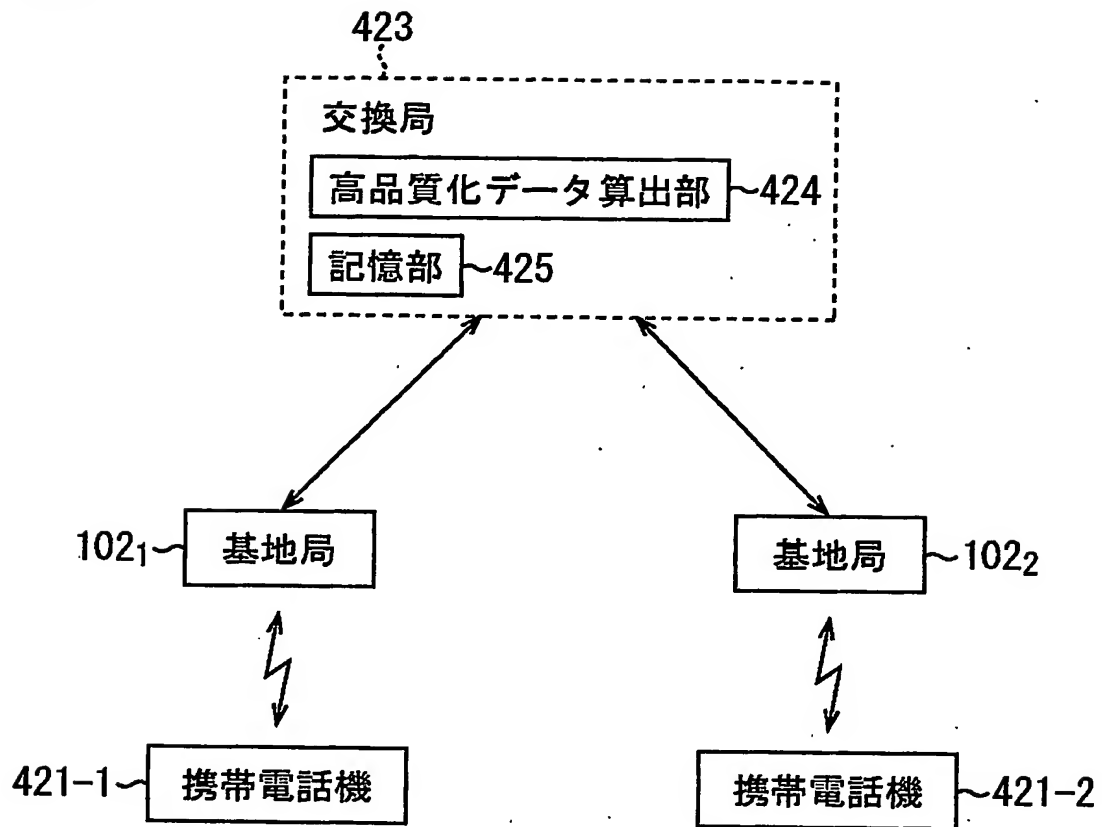 423
交換局
高品質化データ算出部 424
記憶部 425
102₁ 基地局 基地局 102₂
421-1 携帯電話機 携帯電話機 421-2